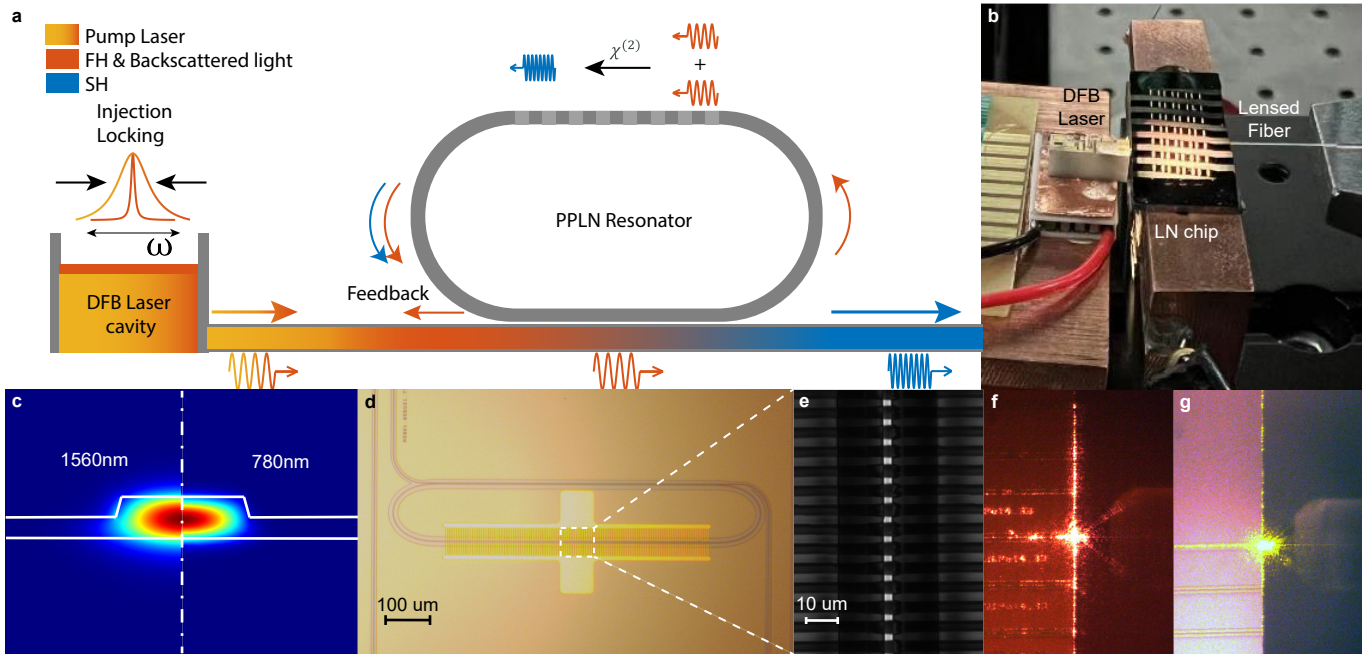 a
Pump Laser
FH & Backscattered light
SH
Injection
Locking
ω
DFB Laser
cavity
Feedback
PPLN Resonator
χ(2)
+
b
DFB
Laser
Lensed
Fiber
LN chip
c
1560nm
780nm
d
100 um
e
10 um
f
g